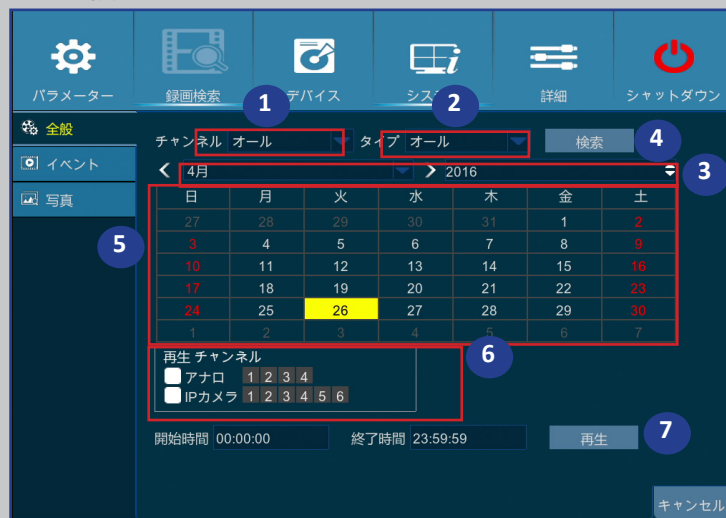 パラメーター 録画検索 デバイス システ 詳細 シャットダウン
1 2
全般
イベント
写真
チャンネル オール タイプ オール 検索 4
4月 2016 3
日 月 火 水 木 金 土
27 28 29 30 31 1 2
5 3 4 5 6 7 8 9
10 11 12 13 14 15 16
17 18 19 20 21 22 23
24 25 26 27 28 29 30
1 2 3 4 5 6 7
再生 チャンネル 6
アナロ 1 2 3 4
IPカメラ 1 2 3 4 5 6
開始時間 00:00:00 終了時間 23:59:59 再生 7
キャンセル